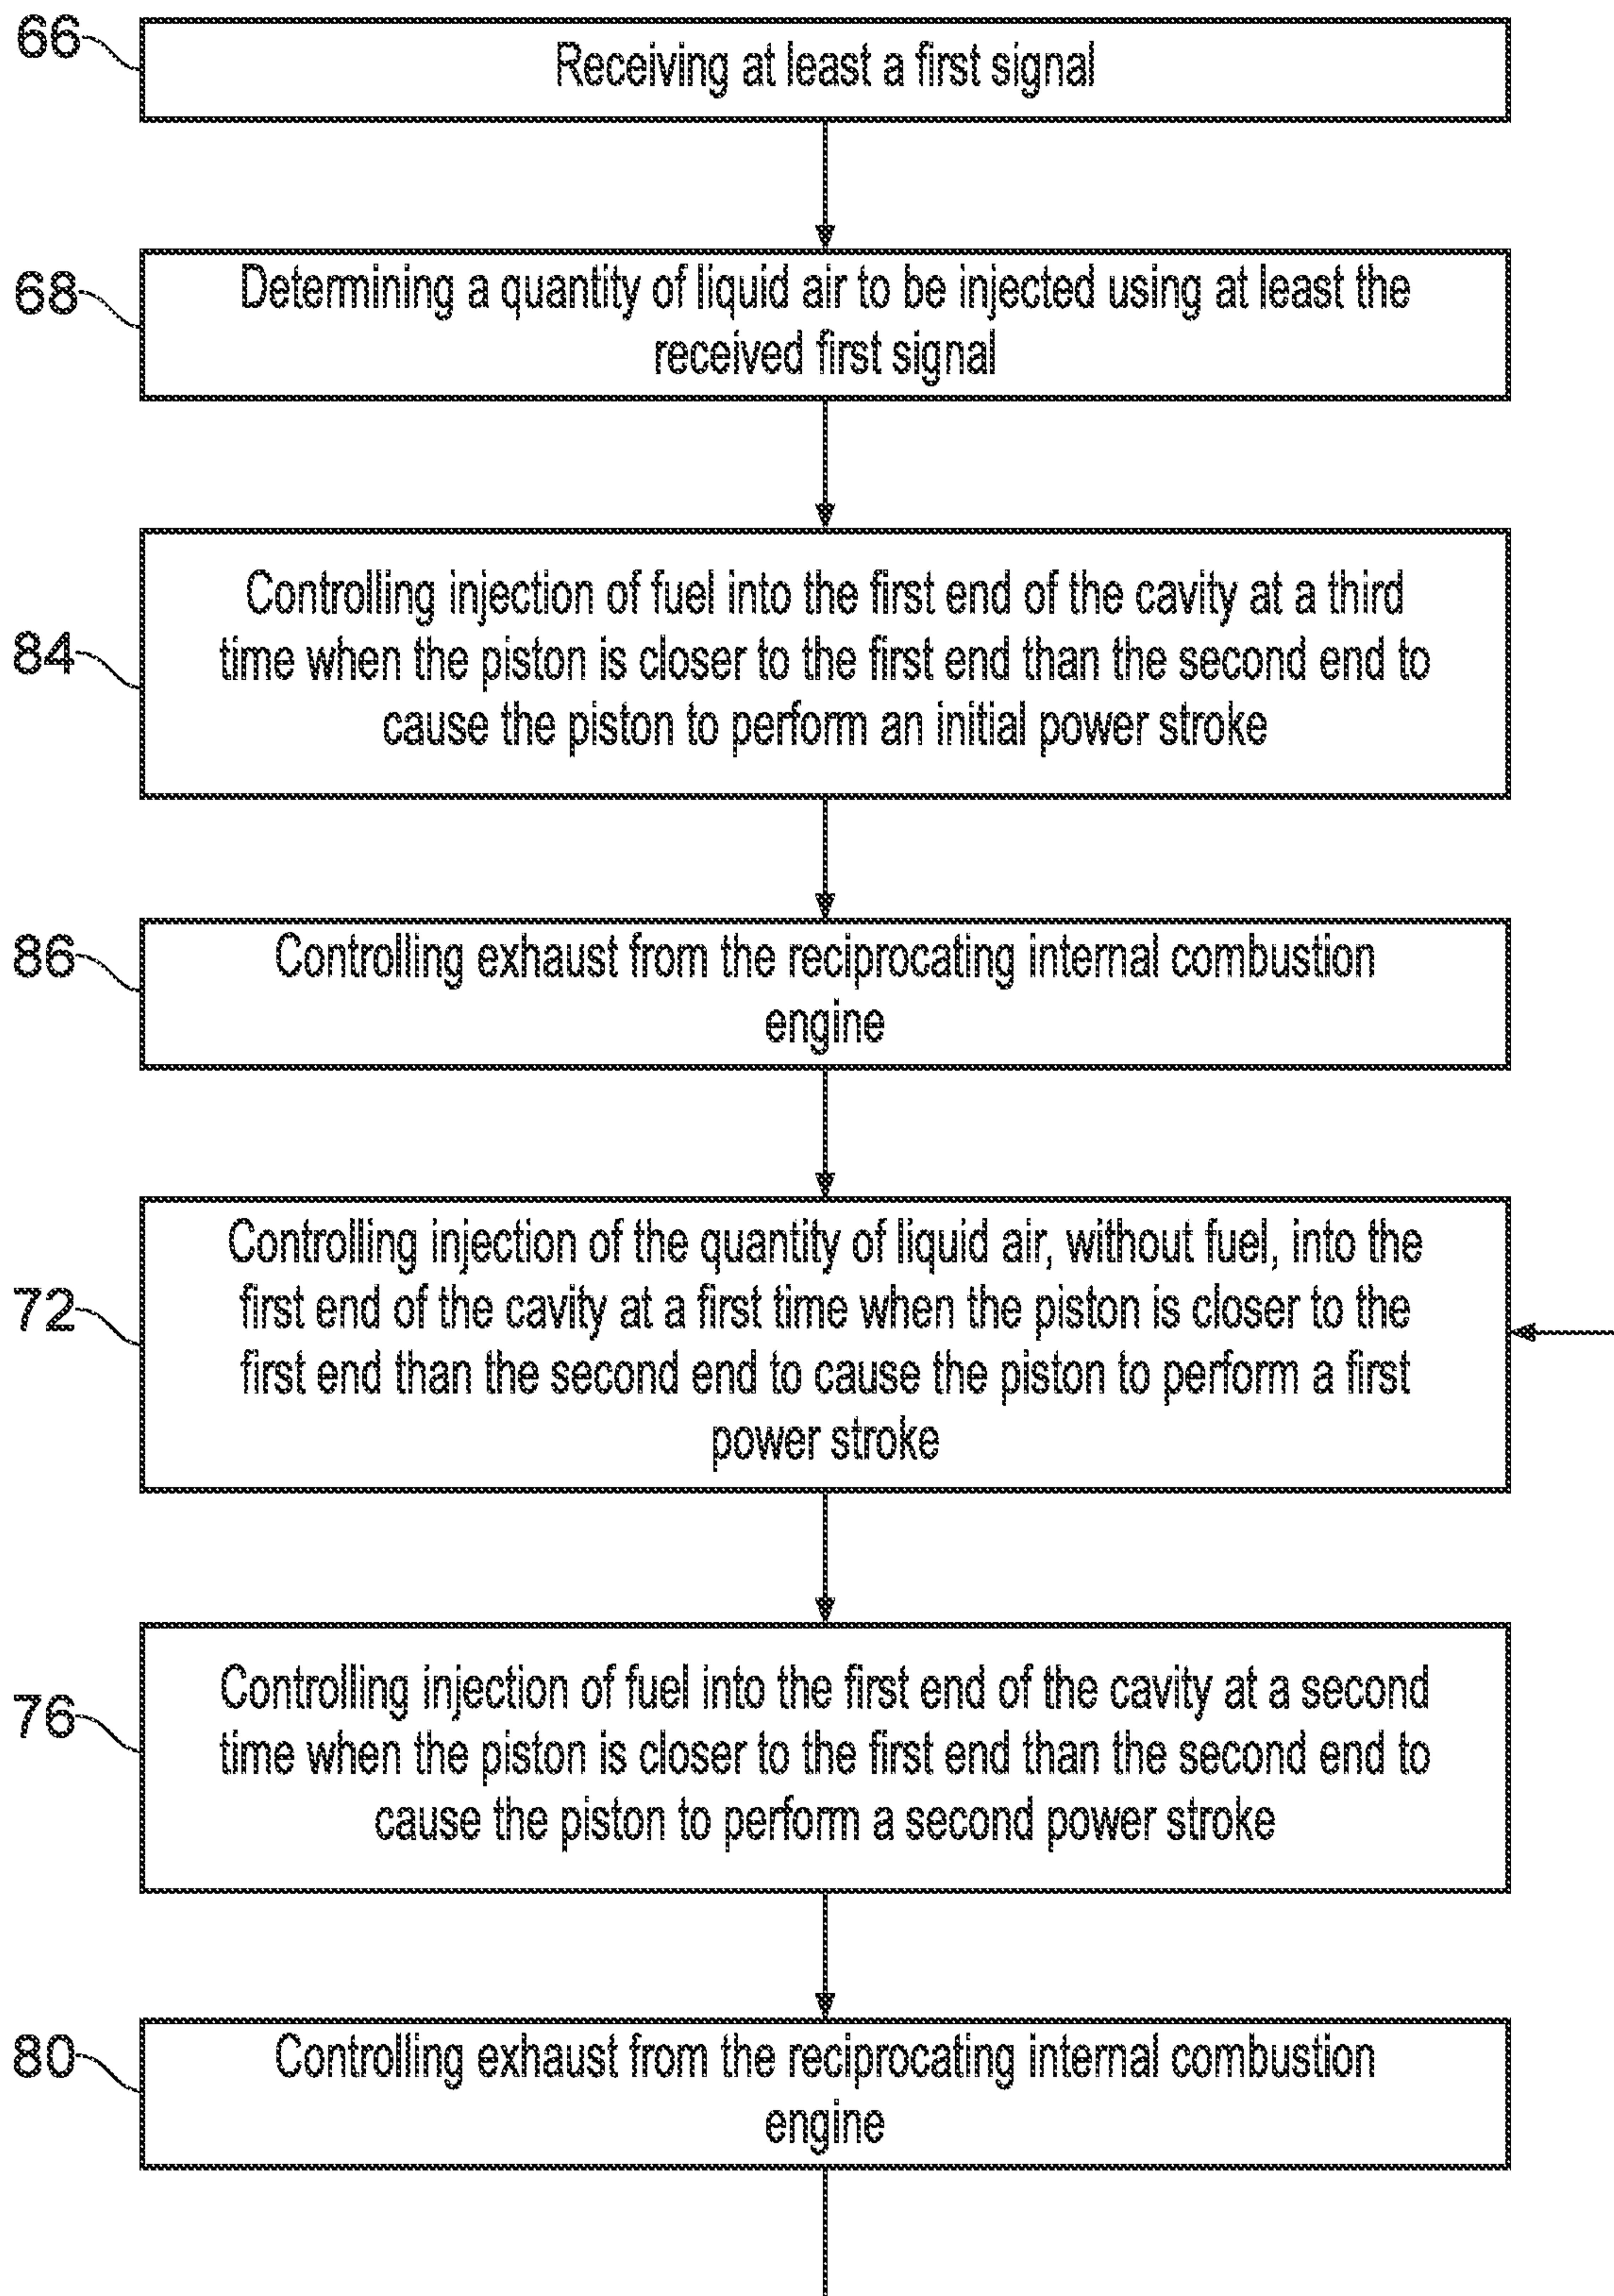 66
Receiving at least a first signal
68
Determining a quantity of liquid air to be injected using at least the
received first signal
84
Controlling injection of fuel into the first end of the cavity at a third
time when the piston is closer to the first end than the second end to
cause the piston to perform an initial power stroke
86
Controlling exhaust from the reciprocating internal combustion
engine
72
Controlling injection of the quantity of liquid air, without fuel, into the
first end of the cavity at a first time when the piston is closer to the
first end than the second end to cause the piston to perform a first
power stroke
76
Controlling injection of fuel into the first end of the cavity at a second
time when the piston is closer to the first end than the second end to
cause the piston to perform a second power stroke
80
Controlling exhaust from the reciprocating internal combustion
engine